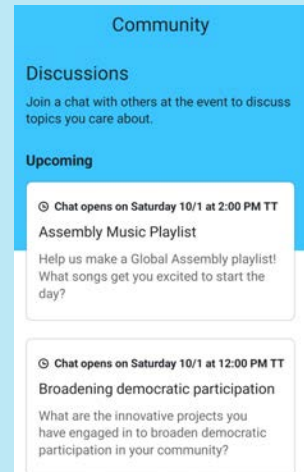 Community
Discussions
Join a chat with others at the event to discuss
topics you care about.
Upcoming
Chat opens on Saturday 10/1 at 2:00 PM TT
Assembly Music Playlist
Help us make a Global Assembly playlist!
What songs get you excited to start the
day?
Chat opens on Saturday 10/1 at 12:00 PM TT
Broadening democratic participation
What are the innovative projects you
have engaged in to broaden democratic
participation in your community?